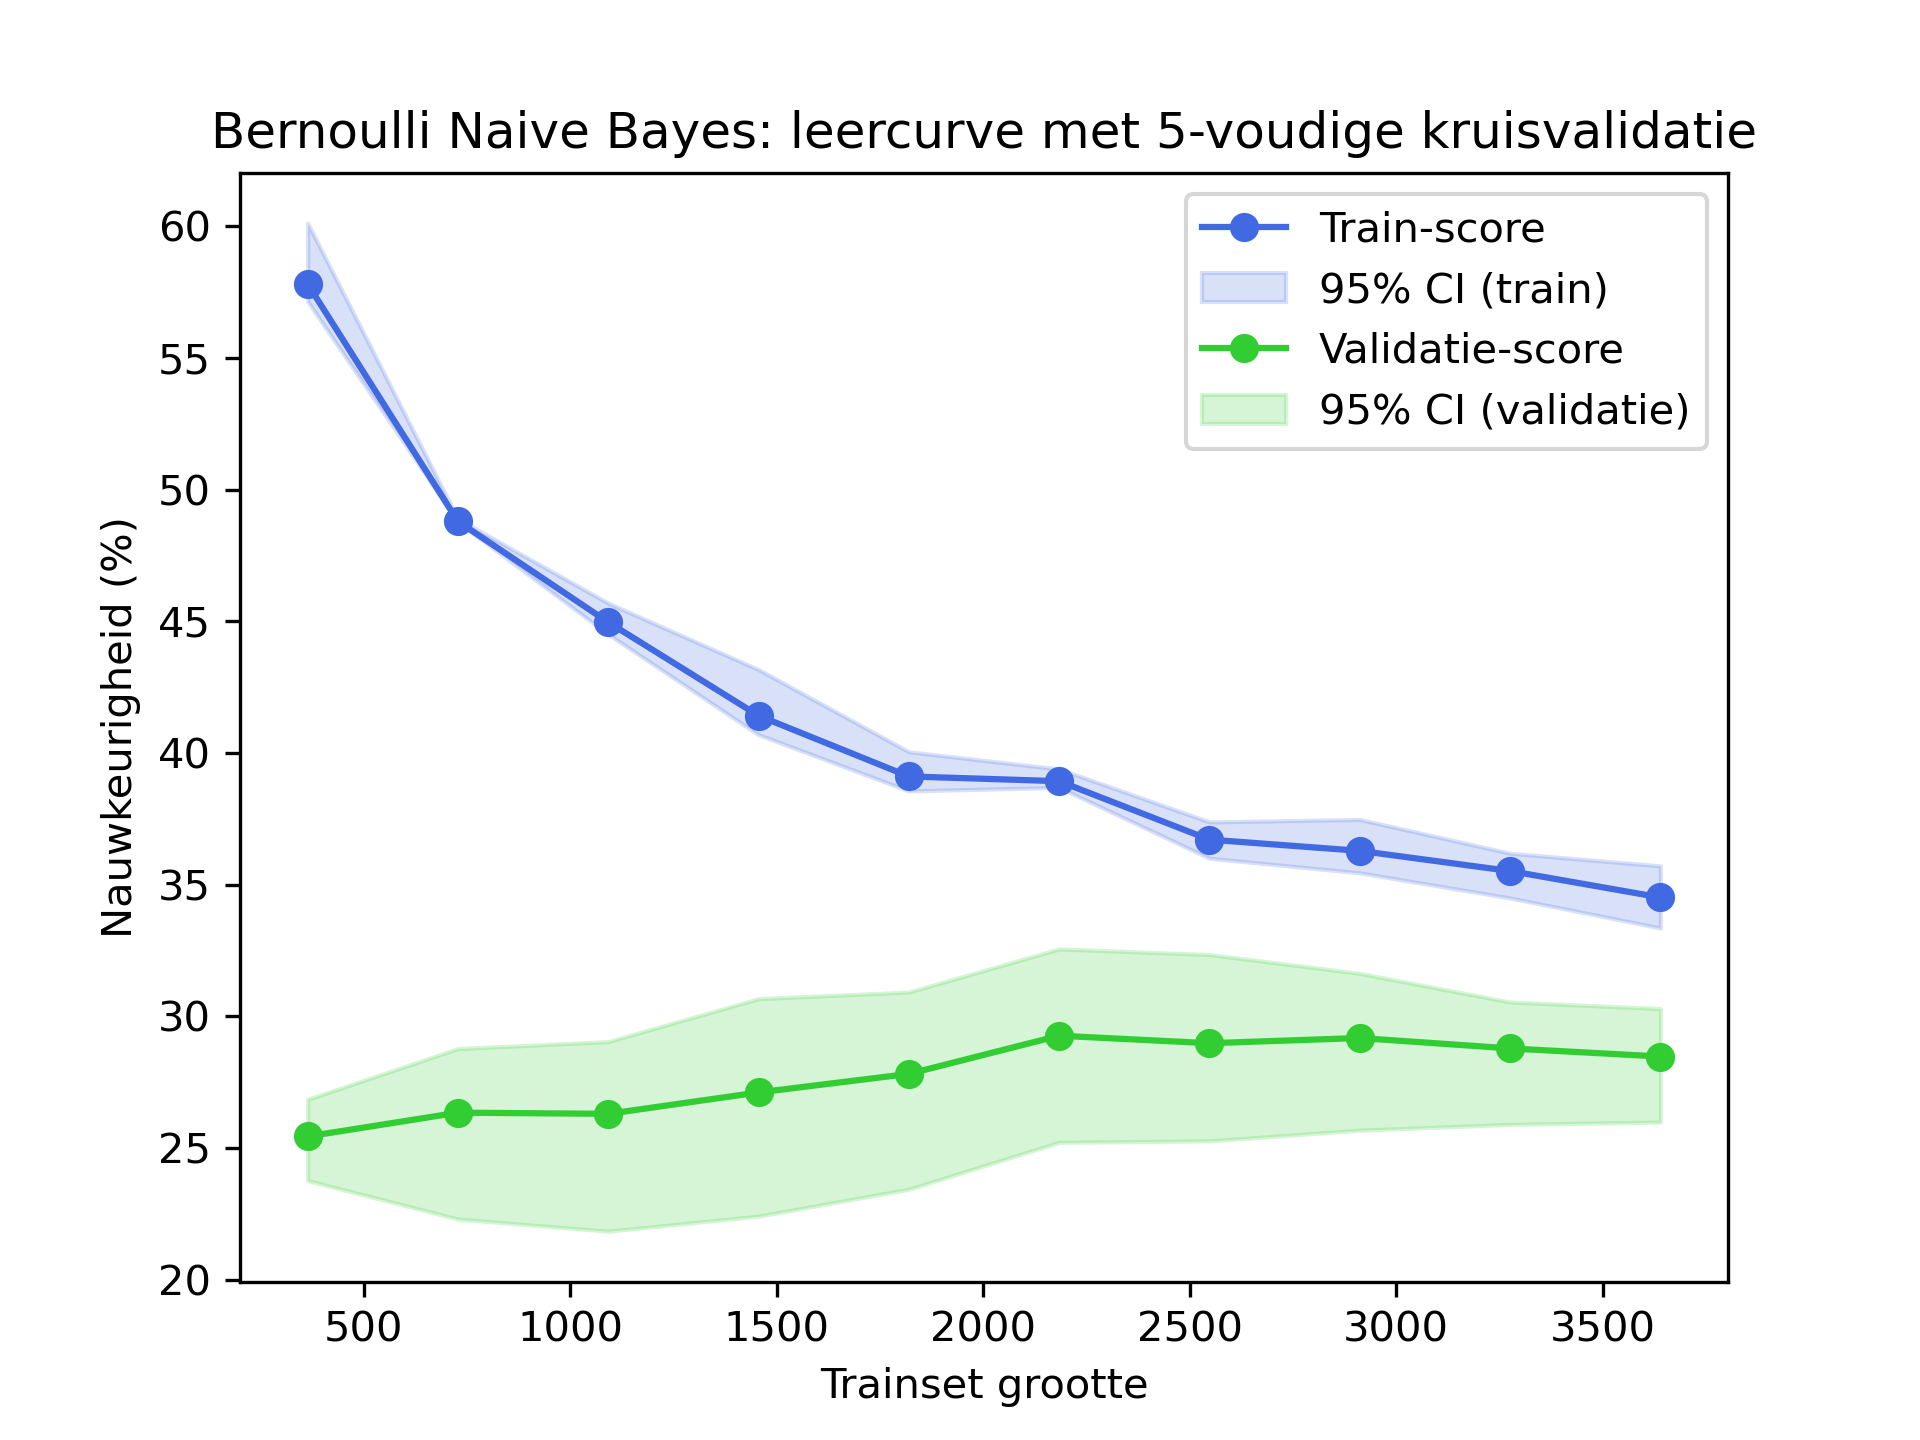 Bernoulli Naive Bayes: leercurve met 5-voudige kruisvalidatie
Train-score
95% CI (train)
Validatie-score
95% CI (validatie)
Nauwkeurigheid (%)
60
55
50
45
40
35
30
25
20
500 1000 1500 2000 2500 3000 3500
Trainset grootte